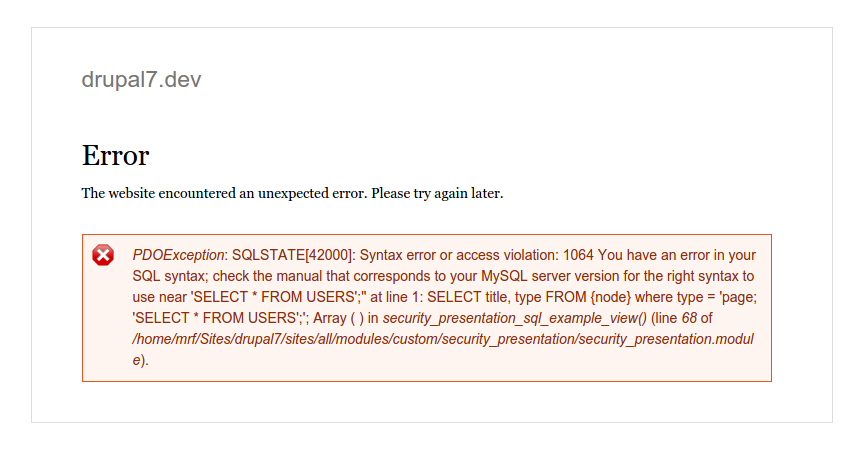 drupal7.dev
Error
The website encountered an unexpected error. Please try again later.
PDOException: SQLSTATE[42000]: Syntax error or access violation: 1064 You have an error in your
SQL syntax; check the manual that corresponds to your MySQL server version for the right syntax to
use near 'SELECT * FROM USERS';'' at line 1: SELECT title, type FROM {node} where type = 'page;
'SELECT * FROM USERS';'; Array ( ) in security_presentation_sql_example_view() (line 68 of
/home/mrf/Sites/drupal7/sites/all/modules/custom/security_presentation/security_presentation.modul
e).